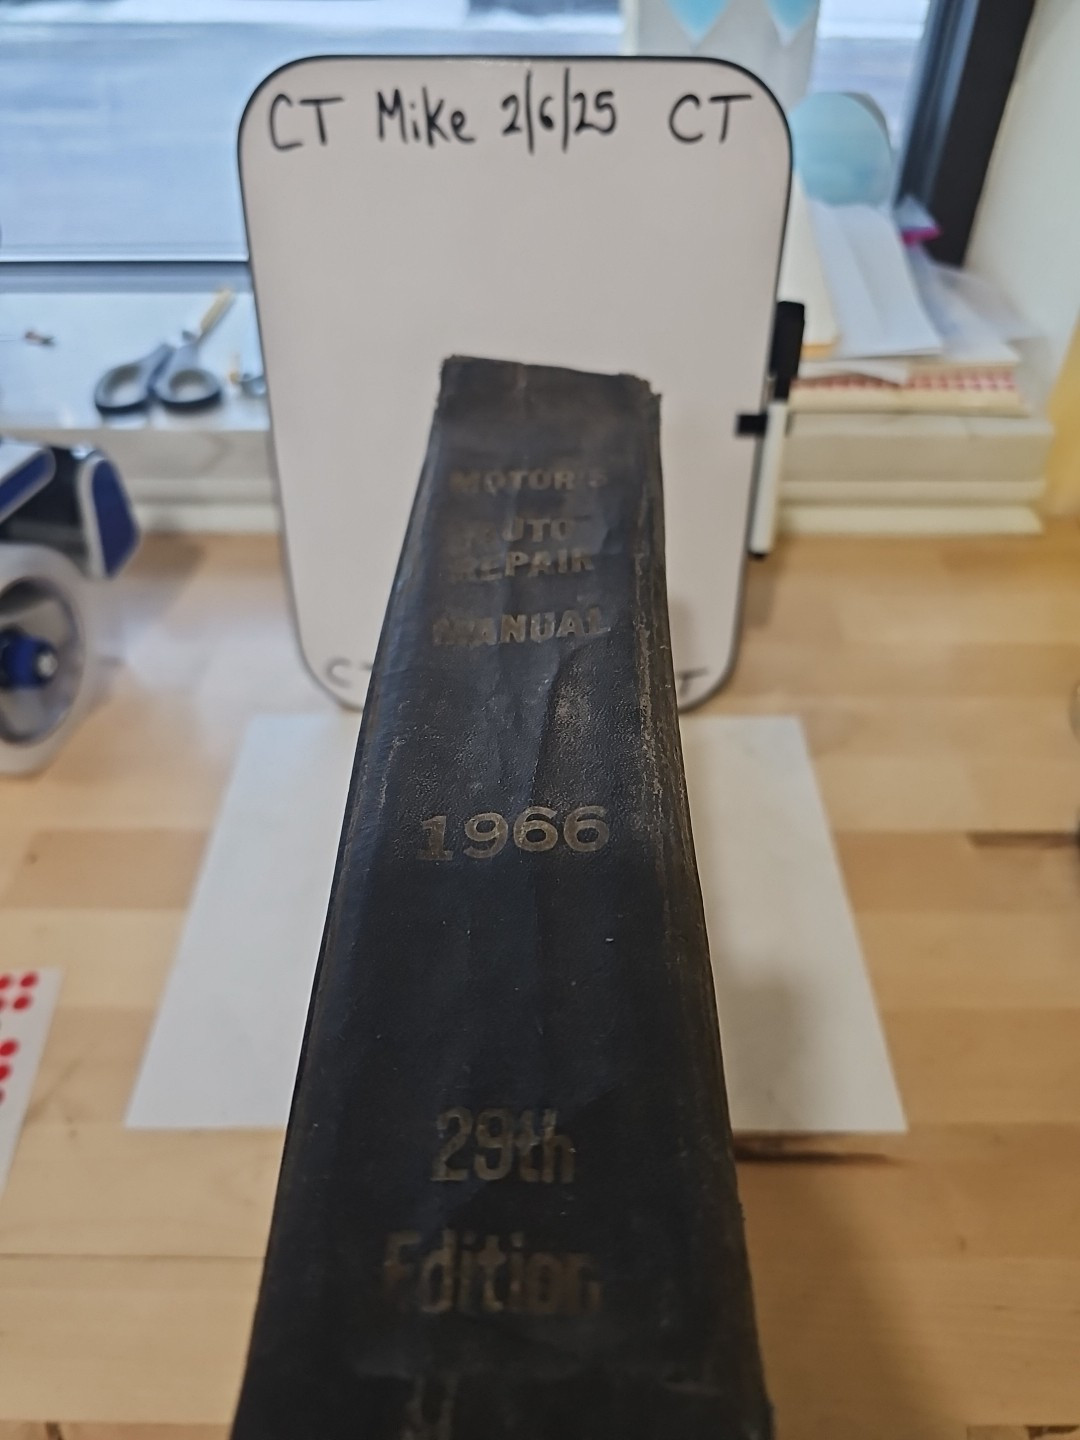 CT Mike 2/6/25 CT
MOTOR'S
AUTO
REPAIR
MANUAL
C T
1966
29th
Edition